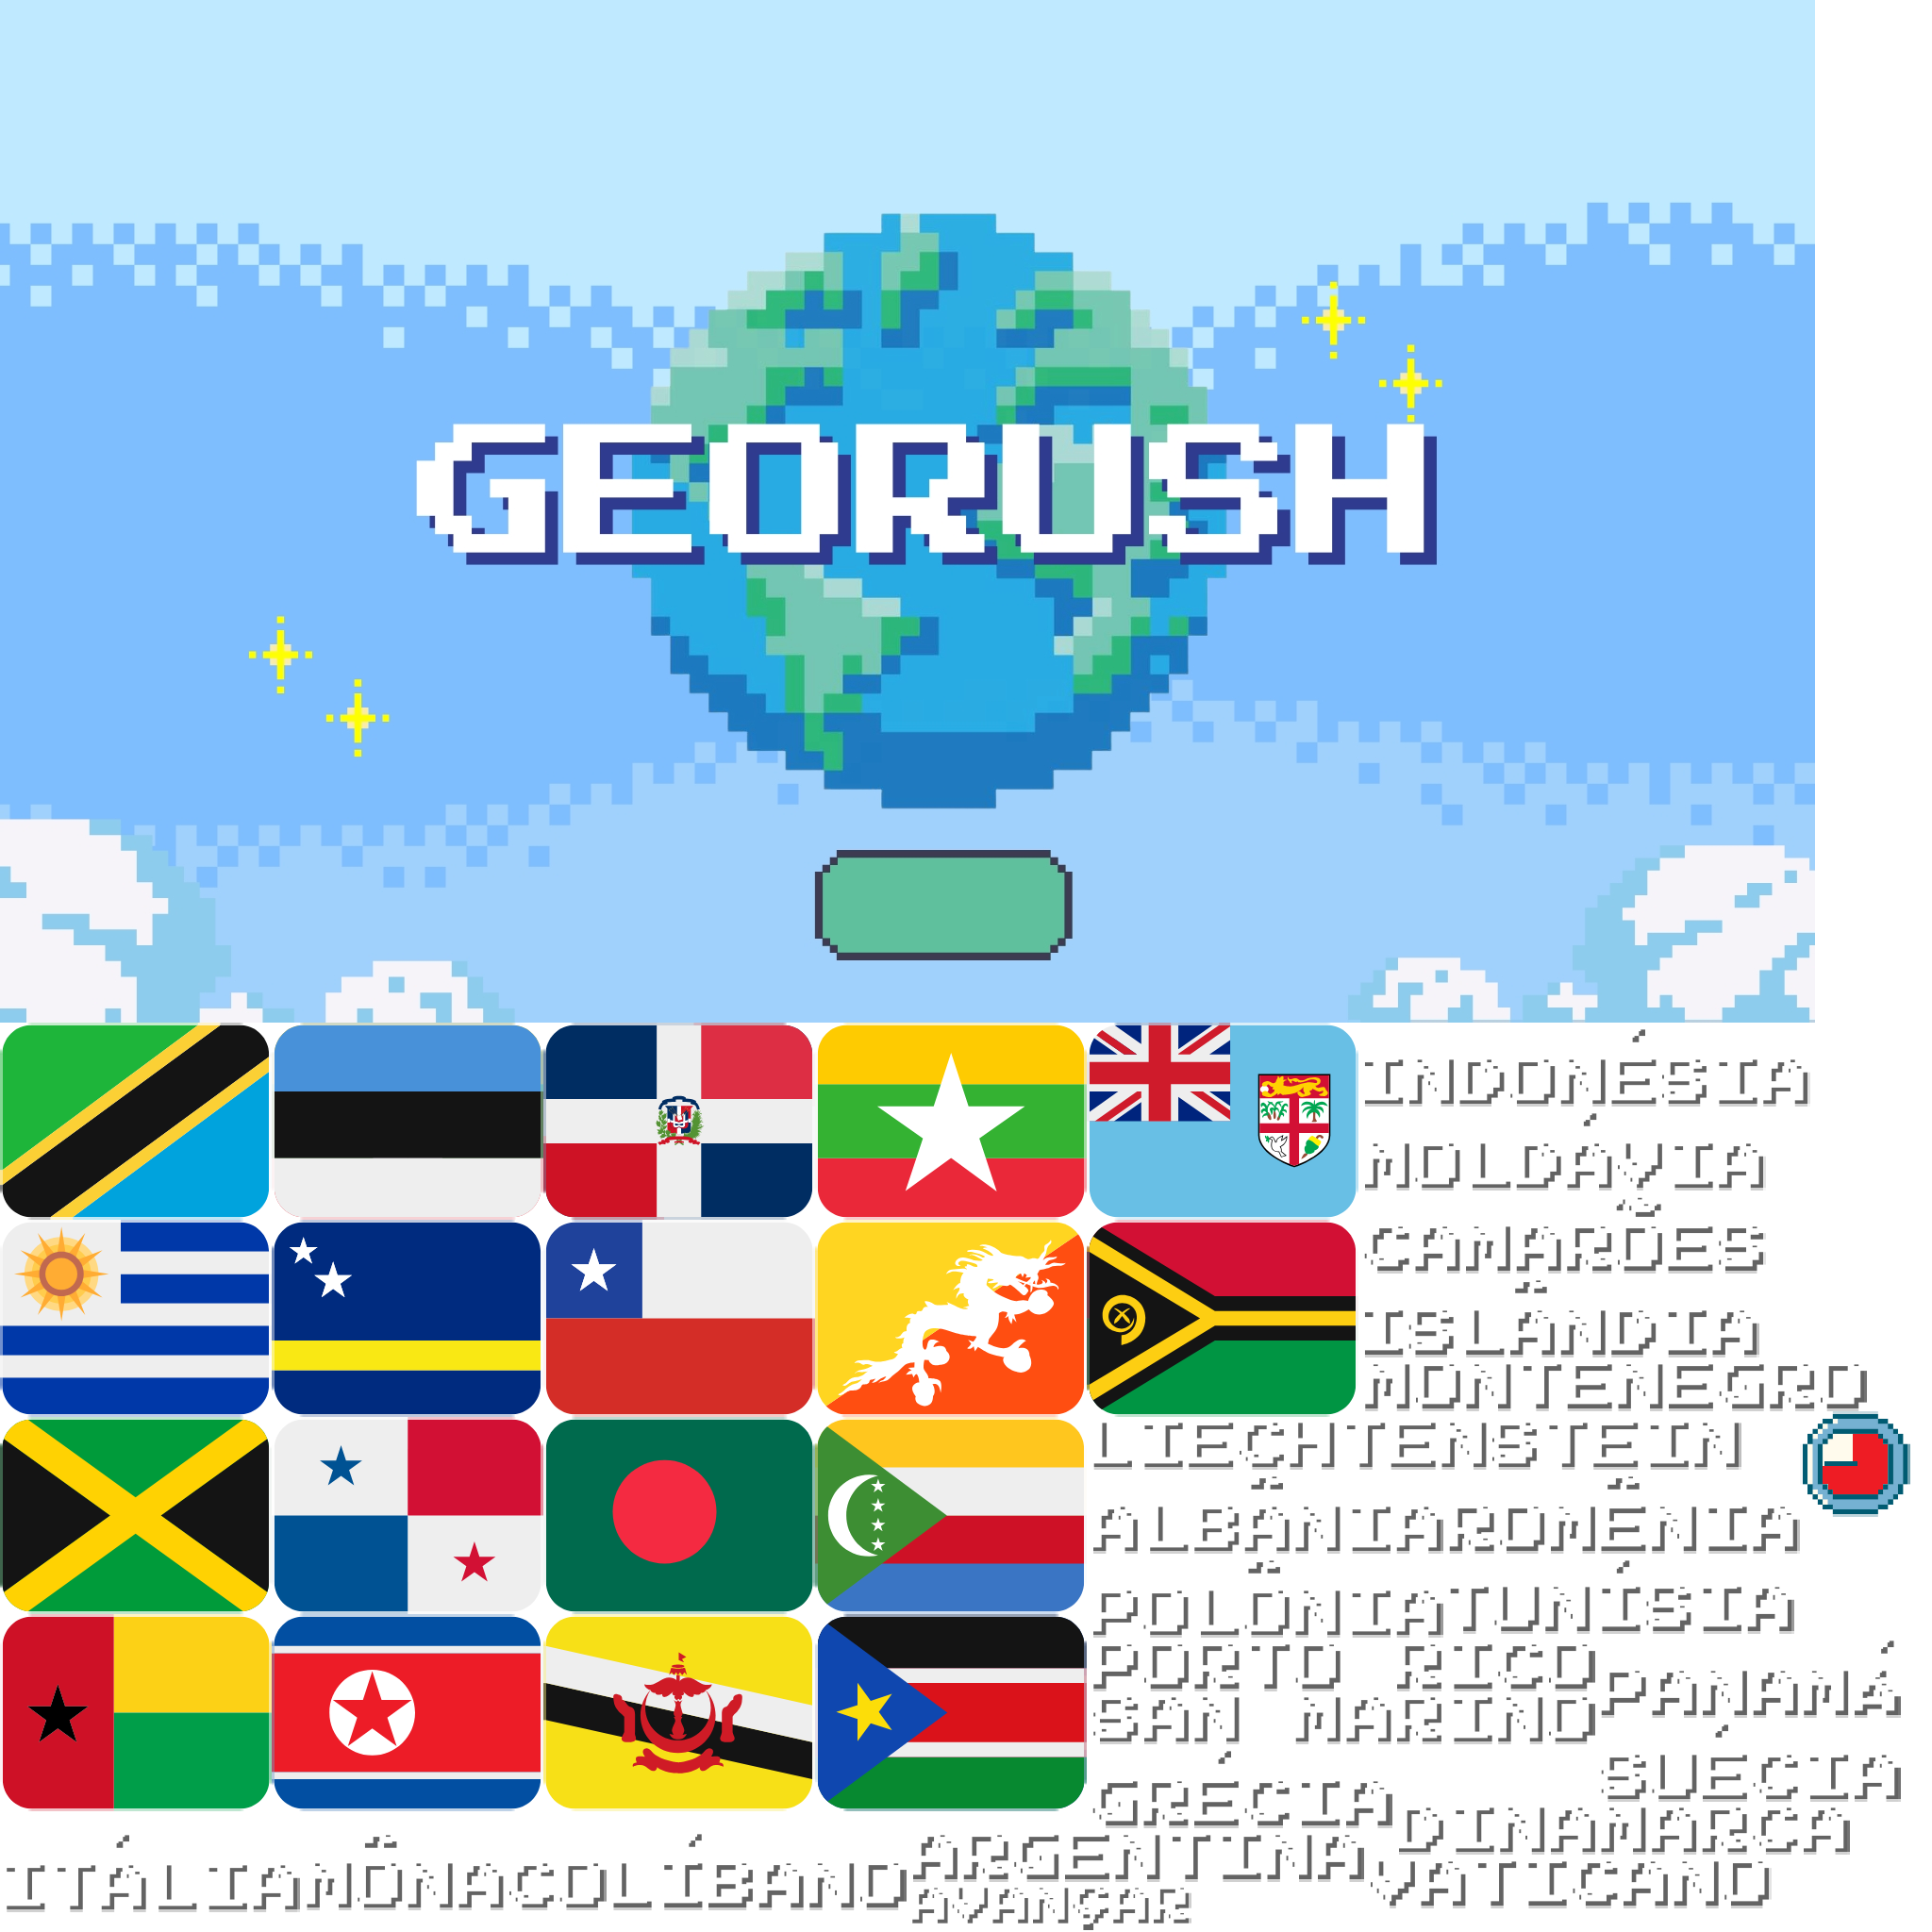 GEORUSH
INDONÉSIA
MOLDÁVIA
CAMARÕES
ISLÂNDIA
MONTENEGRO
LIECHTENSTEIN
ALBÂNIA ROMÊNIA
POLÔNIA TUNÍSIA
PORTO RICO
PANAMÁ
SAN MARINO
SUÉCIA
GRÉCIA
DINAMARCA
ITÁLIA MÔNACO LÍBANO ARGENTINA
VATICANO
AVANÇAR